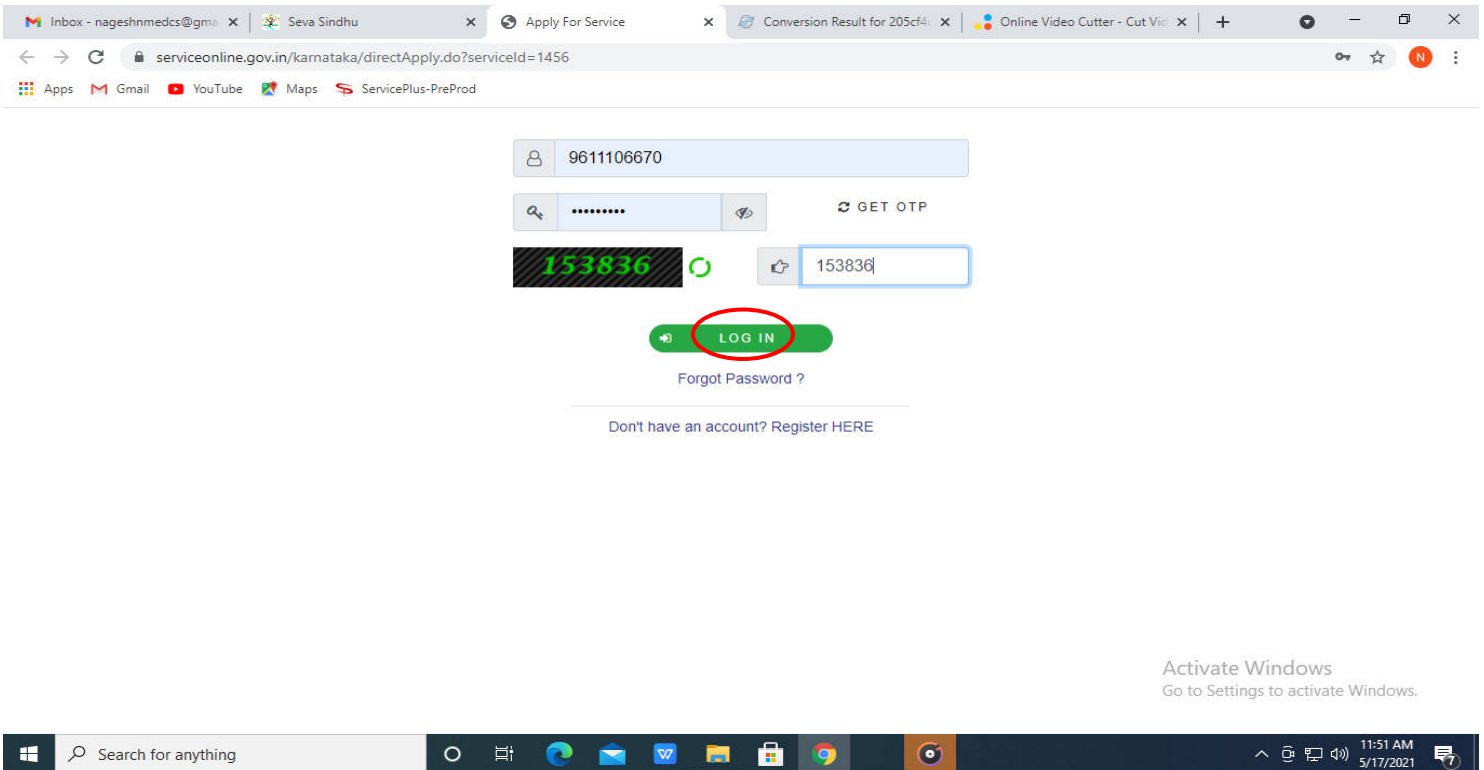 Inbox - nageshnmedcs@gma
Seva Sindhu
Apply For Service
Conversion Result for 205cf4
Online Video Cutter - Cut Vid
serviceonline.gov.in/karnataka/directApply.do?serviceId=1456
N
Apps
Gmail
YouTube
Maps
ServicePlus-PreProd
9611106670
GET OTP
153836
153836
LOG IN
Forgot Password ?
Don't have an account? Register HERE
Activate Windows
Go to Settings to activate Windows.
Search for anything
11:51 AM
5/17/2021
7